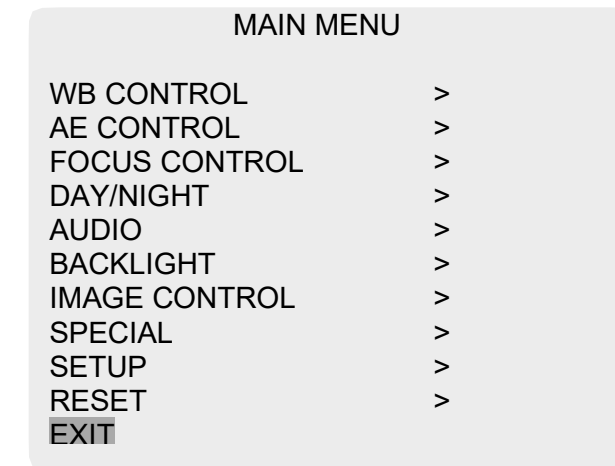 MAIN MENU
WB CONTROL >
AE CONTROL >
FOCUS CONTROL >
DAY/NIGHT >
AUDIO >
BACKLIGHT >
IMAGE CONTROL >
SPECIAL >
SETUP >
RESET >
EXIT